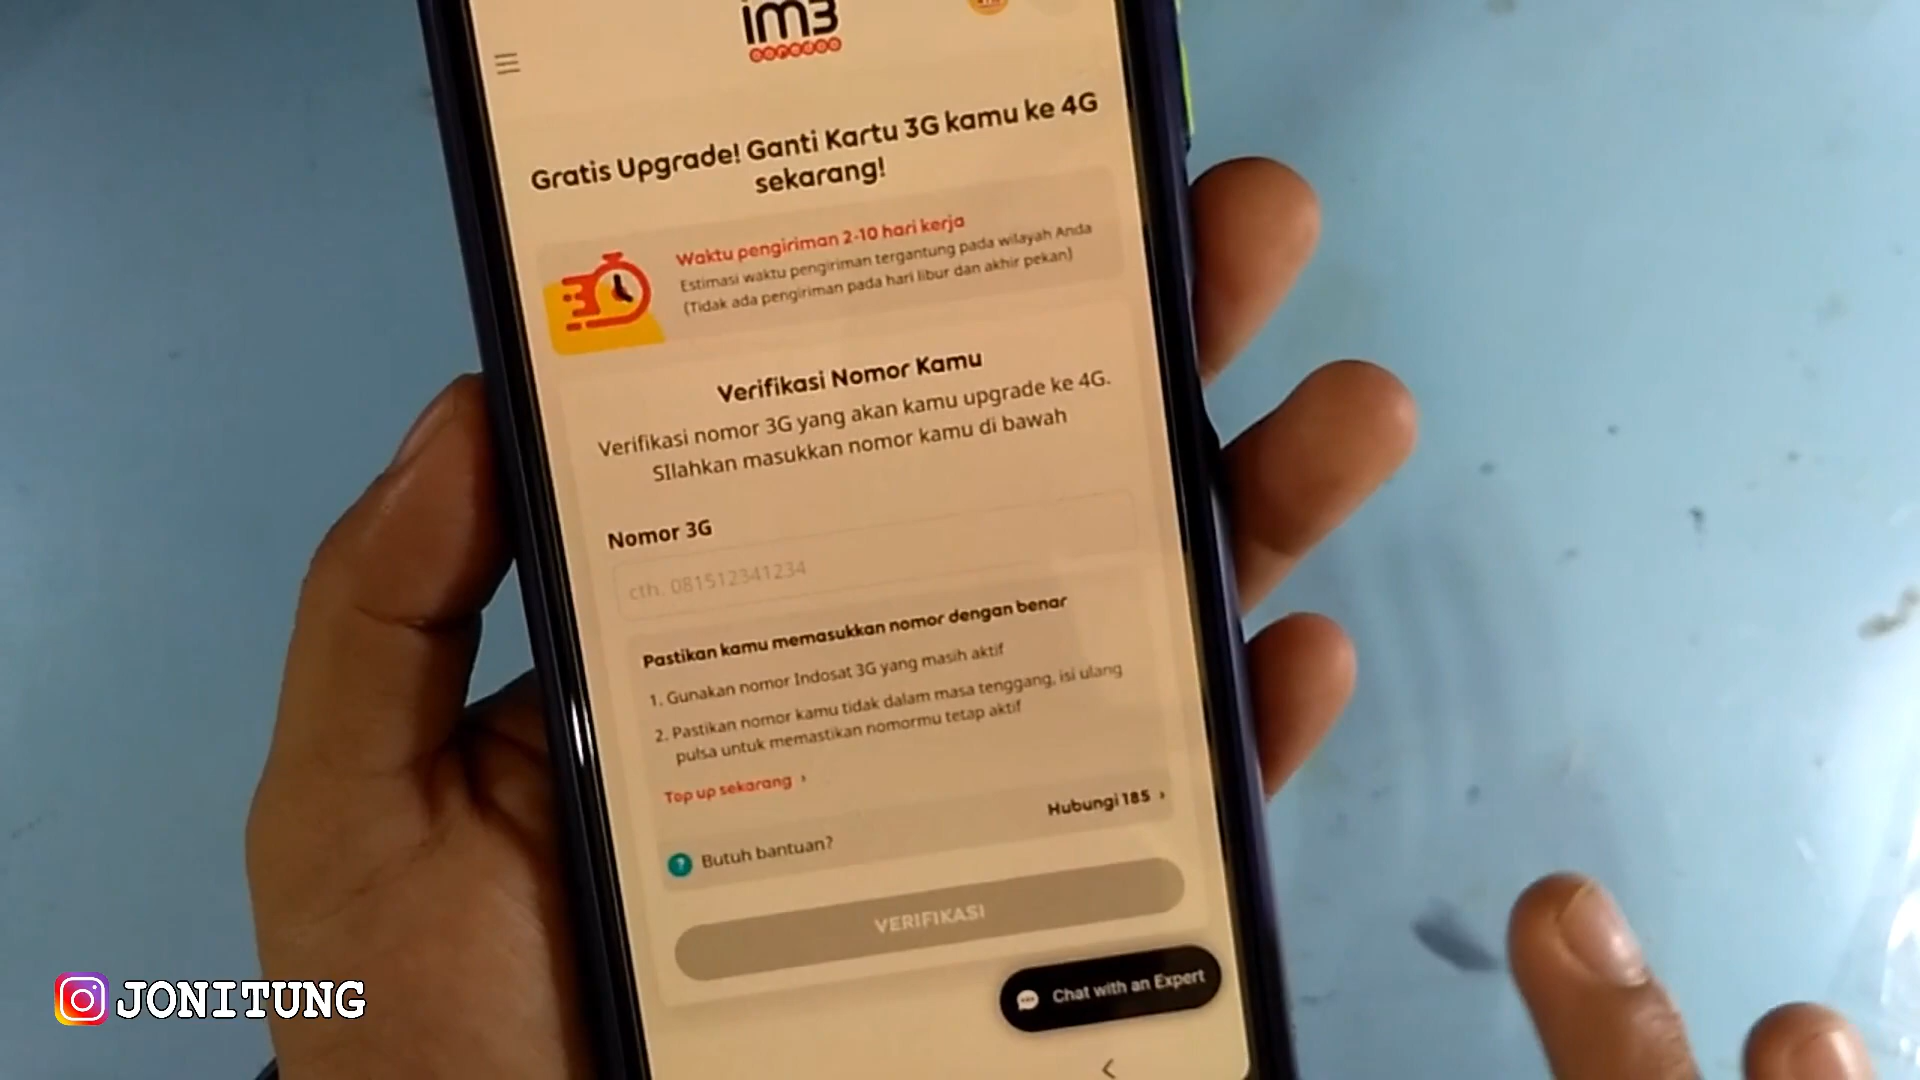 im3
ooredoo
Gratis Upgrade! Ganti Kartu 3G kamu ke 4G
sekarang!
Waktu pengiriman 2-10 hari kerja
Estimasi waktu pengiriman tergantung pada wilayah Anda
(Tidak ada pengiriman pada hari libur dan akhir pekan)
Verifikasi Nomor Kamu
Verifikasi nomor 3G yang akan kamu upgrade ke 4G.
SIlahkan masukkan nomor kamu di bawah
Nomor 3G
cth. 081512341234
Pastikan kamu memasukkan nomor dengan benar
1. Gunakan nomor Indosat 3G yang masih aktif
2. Pastikan nomor kamu tidak dalam masa tenggang, isi ulang
pulsa untuk memastikan nomormu tetap aktif
Top up sekarang ›
? Butuh bantuan?
Hubungi 185 ›
VERIFIKASI
Chat with an Expert
JONITUNG